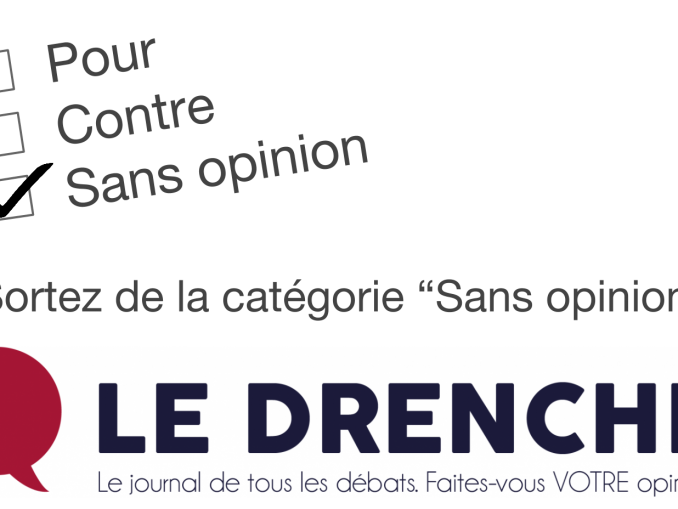 Pour
Contre
Sans opinion
Sortez de la catégorie “Sans opinion
LE DRENCH
Le journal de tous les débats. Faites-vous VOTRE opin